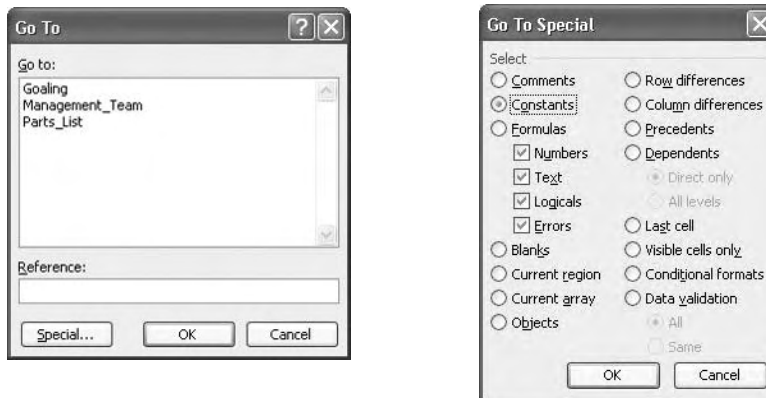 Go To
Go to:
Goaling
Management_Team
Parts_List
Reference:
Special...
OK
Cancel
Go To Special
Select
Comments
Constants
Formulas
Numbers
Text
Logicals
Errors
Blanks
Current region
Current array
Objects
Row differences
Column differences
Precedents
Dependents
Direct only
All levels
Last cell
Visible cells only
Conditional formats
Data validation
All
Same
OK
Cancel